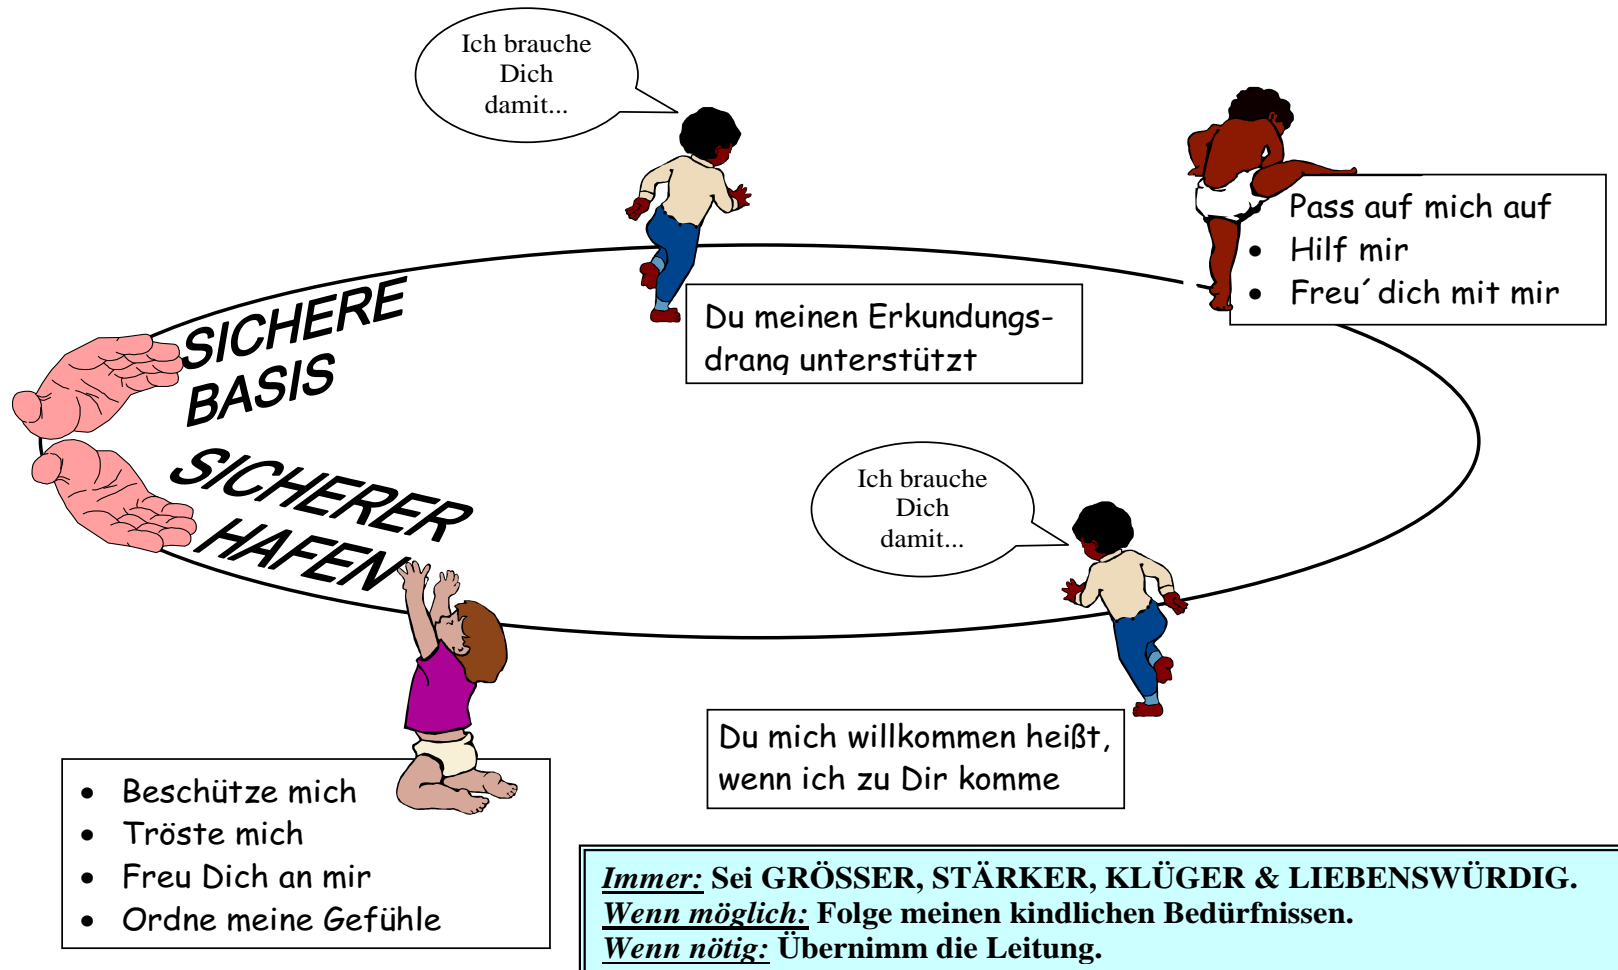 Ich brauche
Dich
damit...
Pass auf mich auf
• Hilf mir
• Freu´dich mit mir
SICHERE
BASIS
Du meinen Erkundungs-
drang unterstützt
SICHERER
HAFEN
Ich brauche
Dich
damit...
Du mich willkommen heißt,
wenn ich zu Dir komme
• Beschütze mich
• Tröste mich
• Freu Dich an mir
• Ordne meine Gefühle
Immer: Sei GRÖSSER, STÄRKER, KLÜGER & LIEBENSWÜRDIG.
Wenn möglich: Folge meinen kindlichen Bedürfnissen.
Wenn nötig: Übernimm die Leitung.